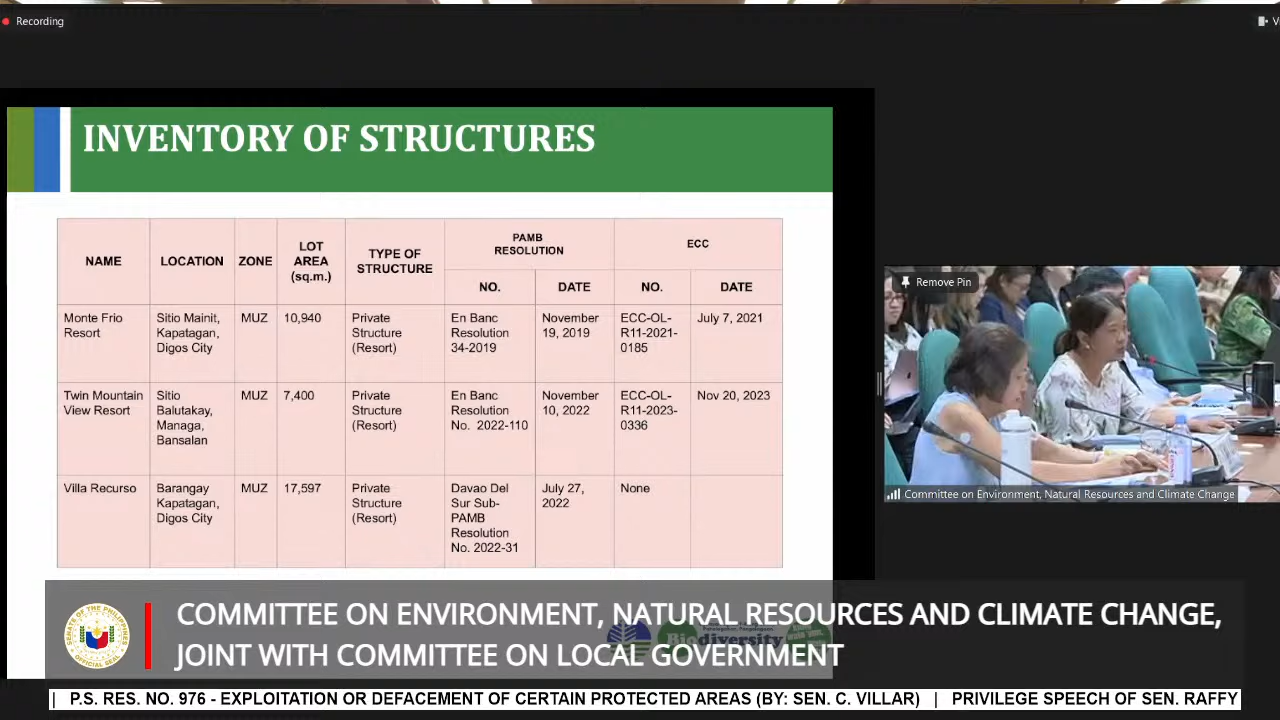 Recording
V
INVENTORY OF STRUCTURES
NAME
LOCATION
ZONE
LOT
AREA
(sq.m.)
TYPE OF
STRUCTURE
PAMB
RESOLUTION
ECC
NO.
DATE
NO.
DATE
Monte Frio
Resort
Sitio Mainit,
Kapatagan,
Digos City
MUZ
10,940
Private
Structure
(Resort)
En Banc
Resolution
34-2019
November
19, 2019
ECC-OL-
R11-2021-
0185
July 7, 2021
Twin Mountain
View Resort
Sitio
Balutakay,
Managa,
Bansalan
MUZ
7,400
Private
Structure
(Resort)
En Banc
Resolution
No. 2022-110
November
10, 2022
ECC-OL-
R11-2023-
0336
Nov 20, 2023
Villa Recurso
Barangay
Kapatagan,
Digos City
MUZ
17,597
Private
Structure
(Resort)
Davao Del
Sur Sub-
PAMB
Resolution
No. 2022-31
July 27,
2022
None
Remove Pin
Committee on Environment, Natural Resources and Climate Change
Biodiversity
SENATE OF THE PHILIPPINES
OFFICIAL SEAL
COMMITTEE ON ENVIRONMENT, NATURAL RESOURCES AND CLIMATE CHANGE,
JOINT WITH COMMITTEE ON LOCAL GOVERNMENT
| P.S. RES. NO. 976 - EXPLOITATION OR DEFACEMENT OF CERTAIN PROTECTED AREAS (BY: SEN. C. VILLAR) | PRIVILEGE SPEECH OF SEN. RAFFY